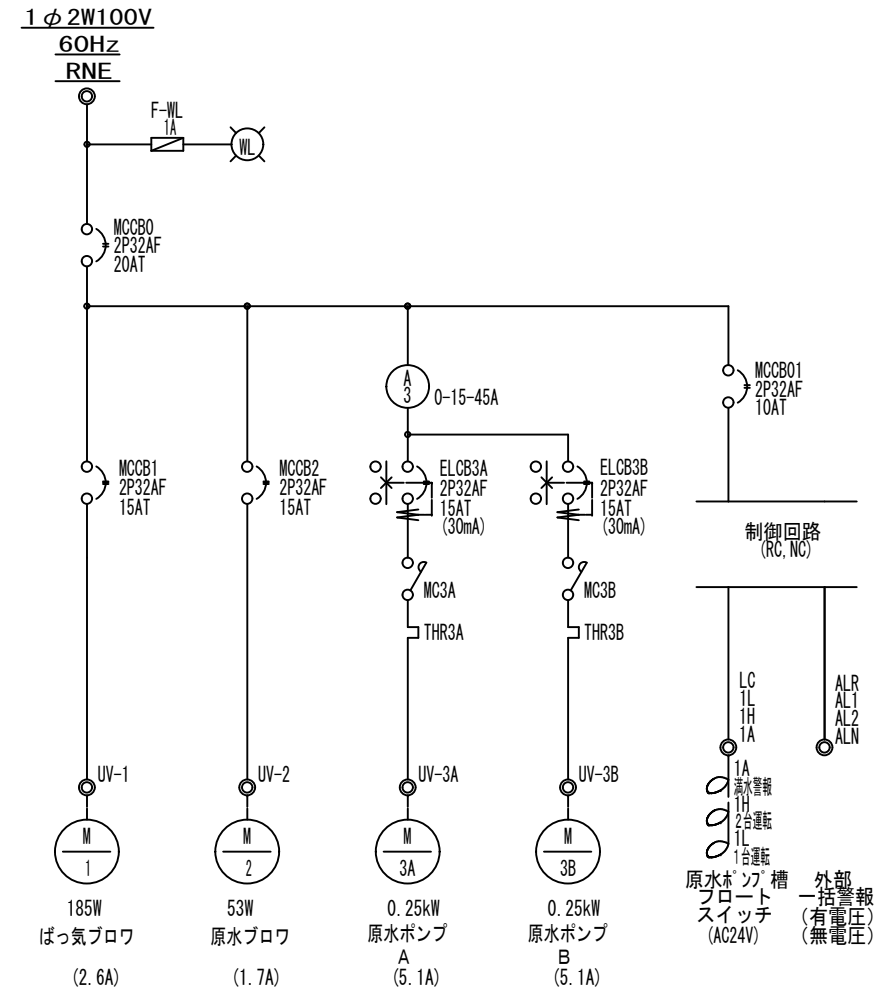 1φ2W100V
60Hz
RNE
F-WL
1A
WL
MCCB0
2P32AF
20AT
A
3
0-15-45A
MCCB01
2P32AF
10AT
MCCB1
2P32AF
15AT
MCCB2
2P32AF
15AT
ELCB3A
2P32AF
15AT
(30mA)
ELCB3B
2P32AF
15AT
(30mA)
制御回路
(RC,NC)
MC3A
MC3B
THR3A
THR3B
LC
1L
1H
1A
ALR
AL1
AL2
ALN
UV-1
UV-2
UV-3A
UV-3B
1A
満水警報
1H
2台運転
1L
1台運転
M
1
M
2
M
3A
M
3B
185W
ばっ気ブロワ
(2.6A)
53W
原水ブロワ
(1.7A)
0.25kW
原水ポンプ
A
(5.1A)
0.25kW
原水ポンプ
B
(5.1A)
原水ポンプ槽
フロート
スイッチ
(AC24V)
外部
一括警報
(有電圧)
(無電圧)